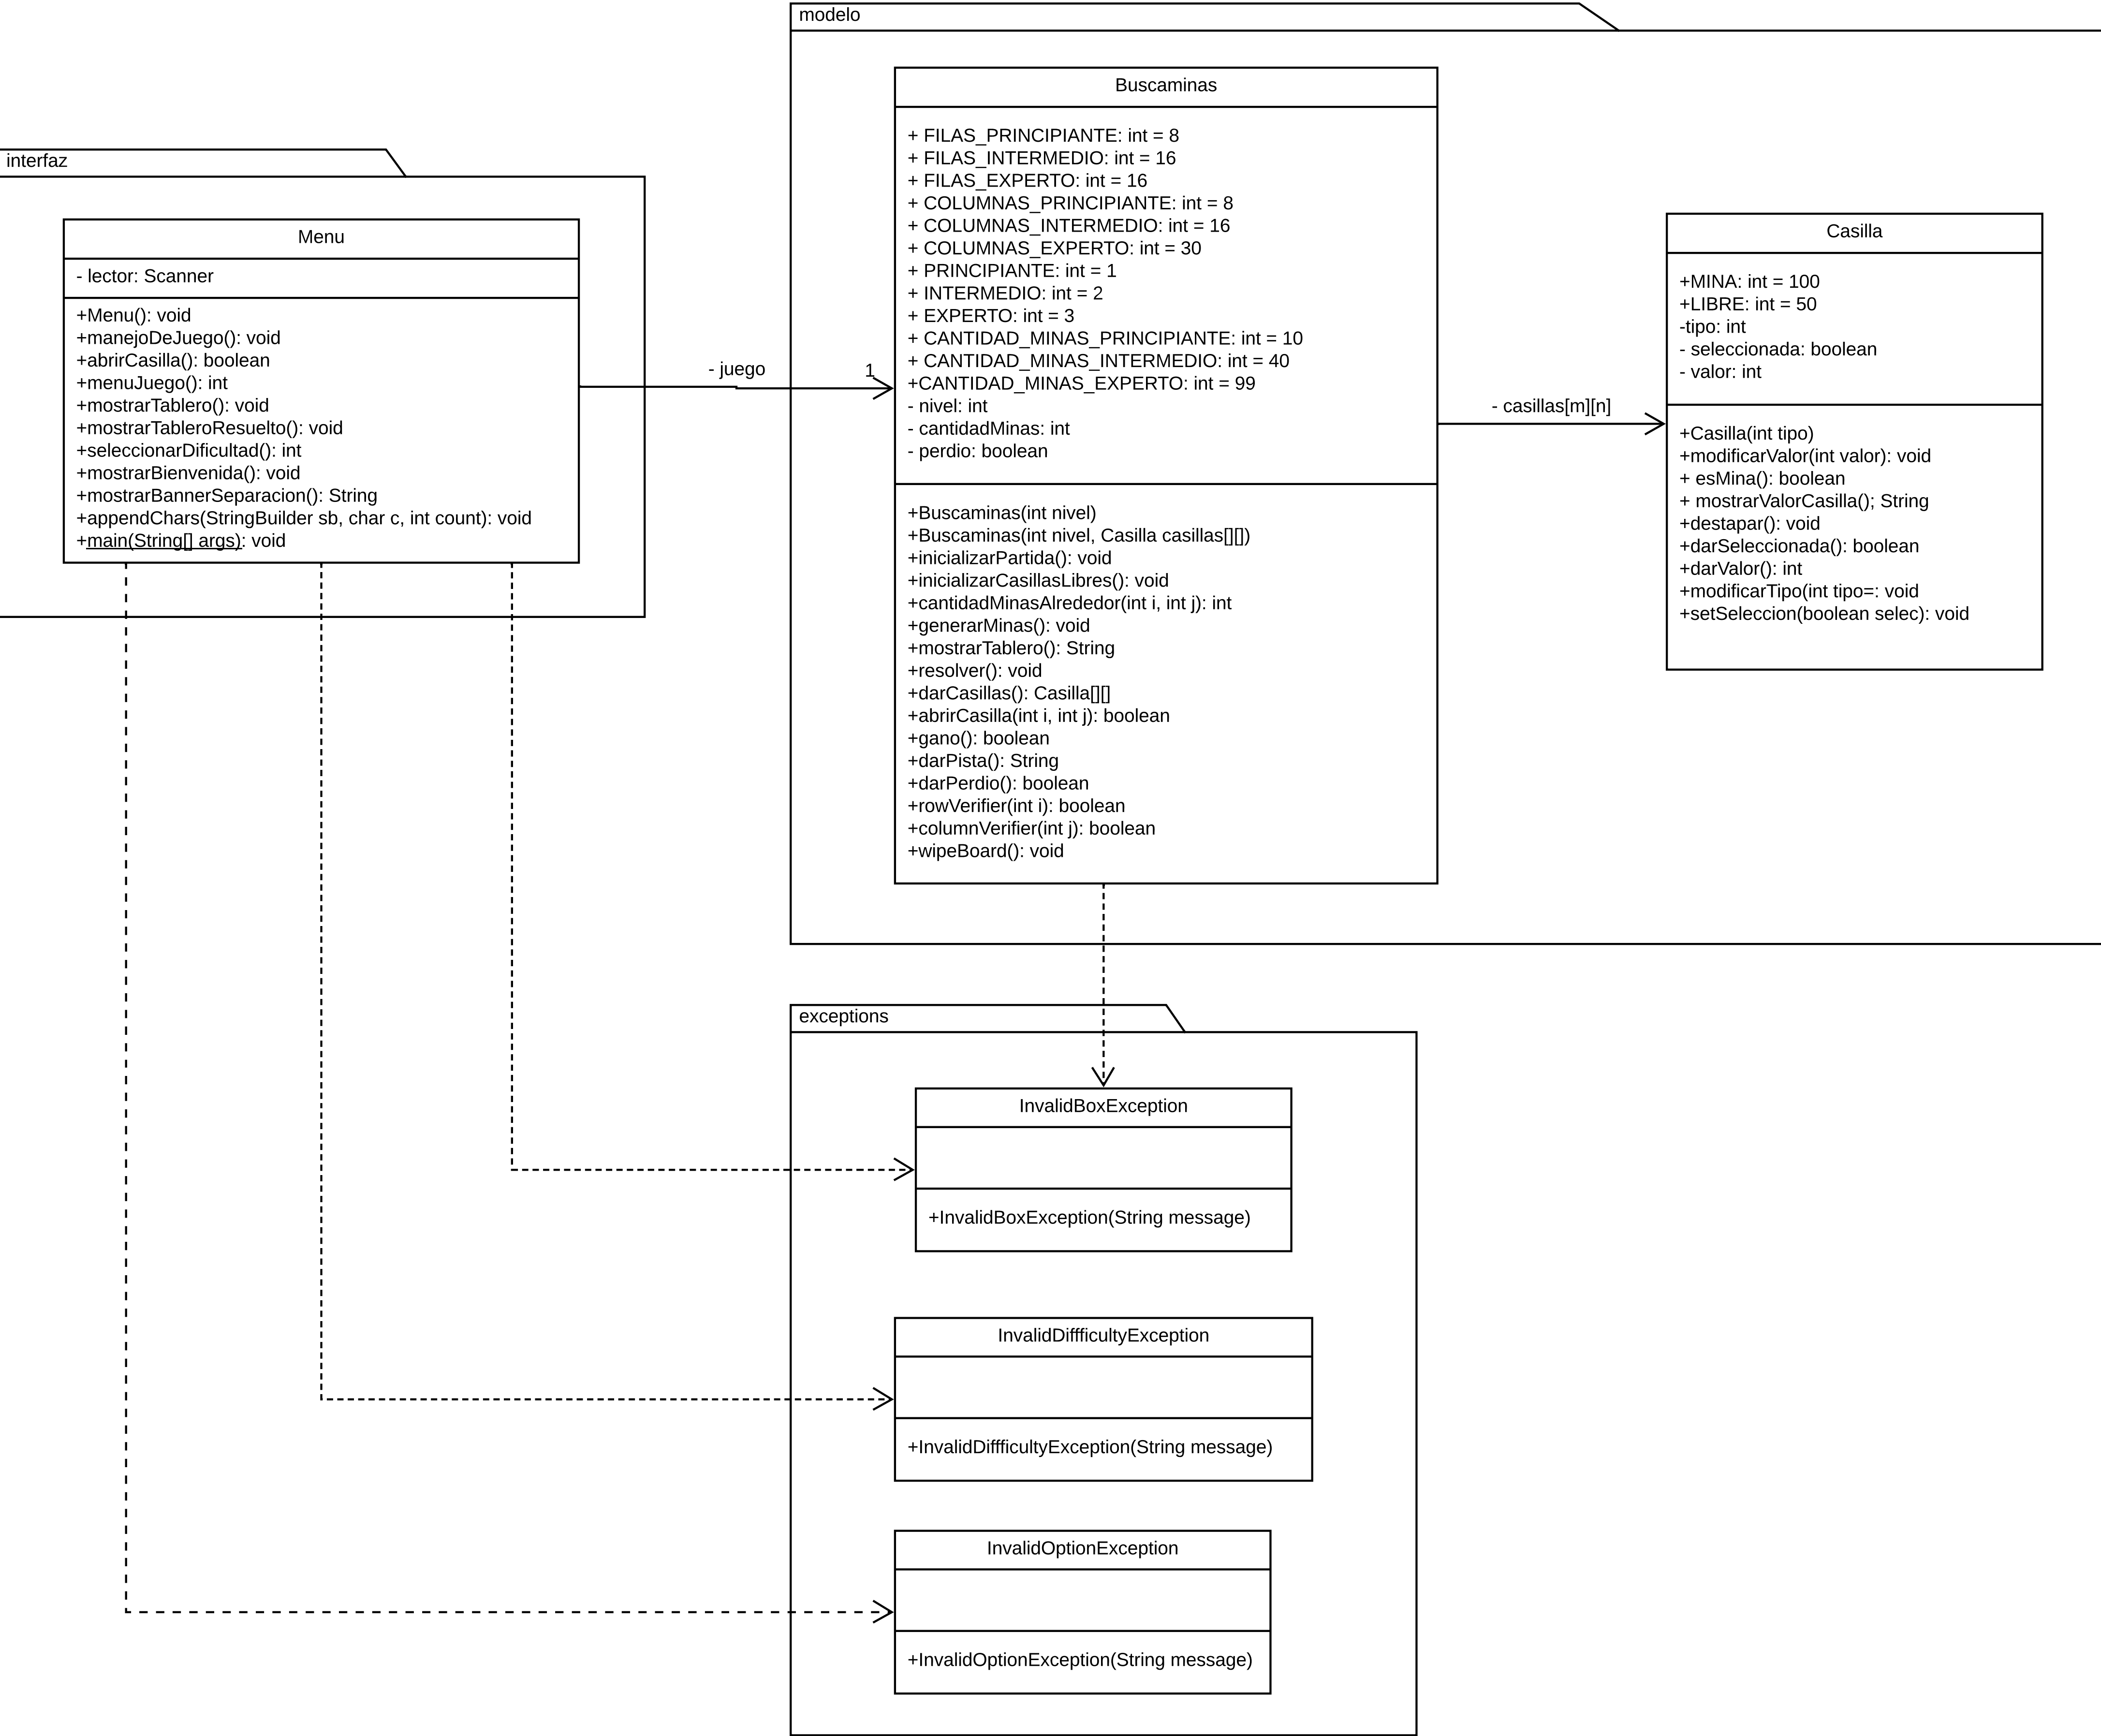 modelo
Buscaminas
+ FILAS_PRINCIPIANTE: int = 8
+ FILAS_INTERMEDIO: int = 16
+ FILAS_EXPERTO: int = 16
+ COLUMNAS_PRINCIPIANTE: int = 8
+ COLUMNAS_INTERMEDIO: int = 16
+ COLUMNAS_EXPERTO: int = 30
+ PRINCIPIANTE: int = 1
+ INTERMEDIO: int = 2
+ EXPERTO: int = 3
+ CANTIDAD_MINAS_PRINCIPIANTE: int = 10
+ CANTIDAD_MINAS_INTERMEDIO: int = 40
+CANTIDAD_MINAS_EXPERTO: int = 99
- nivel: int
- cantidadMinas: int
- perdio: boolean
+Buscaminas(int nivel)
+Buscaminas(int nivel, Casilla casillas[][])
+inicializarPartida(): void
+inicializarCasillasLibres(): void
+cantidadMinasAlrededor(int i, int j): int
+generarMinas(): void
+mostrarTablero(): String
+resolver(): void
+darCasillas(): Casilla[][]
+abrirCasilla(int i, int j): boolean
+gano(): boolean
+darPista(): String
+darPerdio(): boolean
+rowVerifier(int i): boolean
+columnVerifier(int j): boolean
+wipeBoard(): void
interfaz
Menu
- lector: Scanner
+Menu(): void
+manejoDeJuego(): void
+abrirCasilla(): boolean
+menuJuego(): int
+mostrarTablero(): void
+mostrarTableroResuelto(): void
+seleccionarDificultad(): int
+mostrarBienvenida(): void
+mostrarBannerSeparacion(): String
+appendChars(StringBuilder sb, char c, int count): void
+main(String[] args): void
- juego
1
- casillas[m][n]
Casilla
+MINA: int = 100
+LIBRE: int = 50
-tipo: int
- seleccionada: boolean
- valor: int
+Casilla(int tipo)
+modificarValor(int valor): void
+ esMina(): boolean
+ mostrarValorCasilla(); String
+destapar(): void
+darSeleccionada(): boolean
+darValor(): int
+modificarTipo(int tipo=: void
+setSeleccion(boolean selec): void
exceptions
InvalidBoxException
+InvalidBoxException(String message)
InvalidDiffficultyException
+InvalidDiffficultyException(String message)
InvalidOptionException
+InvalidOptionException(String message)